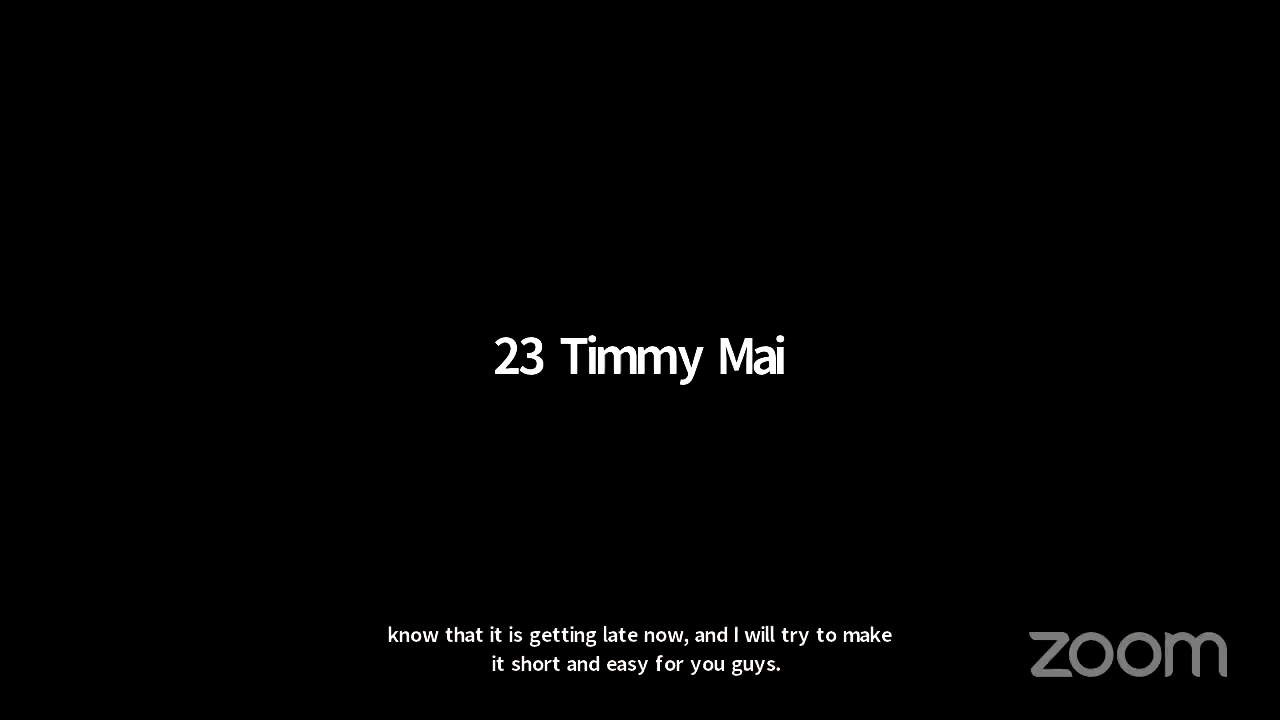 23 Timmy Mai
know that it is getting late now, and I will try to make
it short and easy for you guys.
zoom